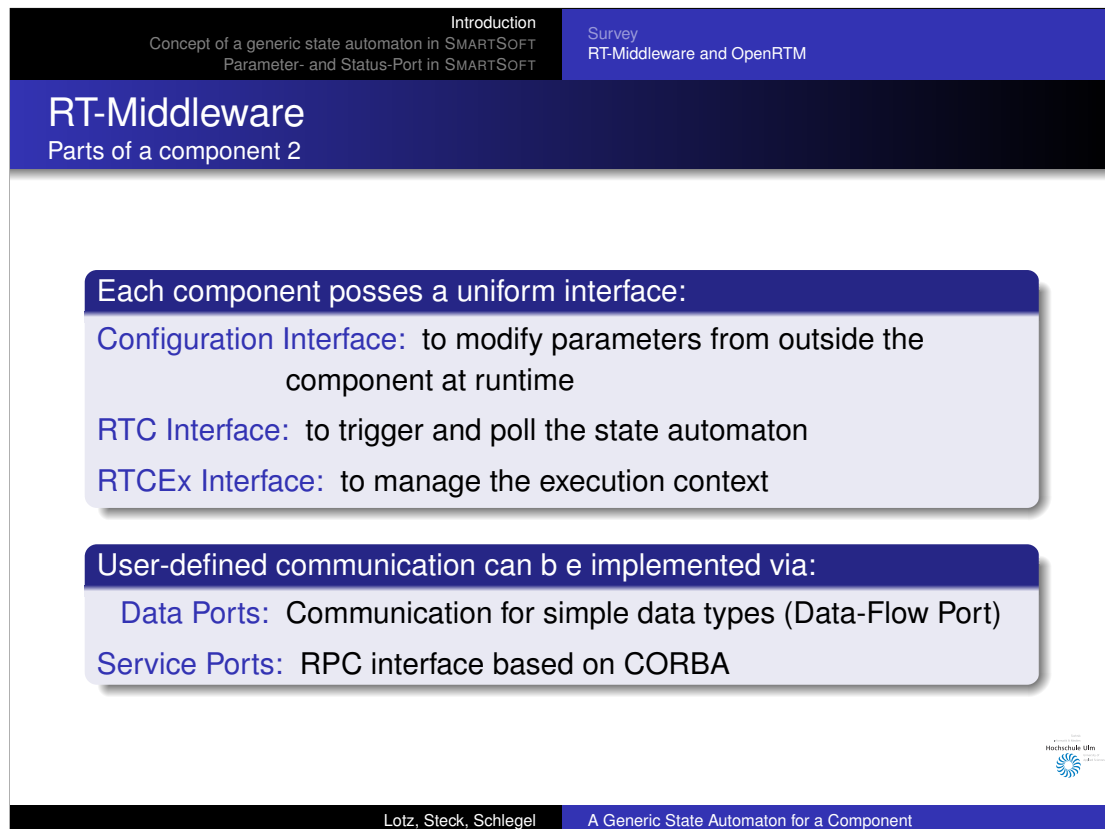 Introduction
Concept of a generic state automaton in SMARTSOFT
Parameter- and Status-Port in SMARTSOFT
Survey
RT-Middleware and OpenRTM
RT-Middleware
Parts of a component 2
Each component posses a uniform interface:
Configuration Interface: to modify parameters from outside the
component at runtime
RTC Interface: to trigger and poll the state automaton
RTCEx Interface: to manage the execution context
User-defined communication can b e implemented via:
Data Ports: Communication for simple data types (Data-Flow Port)
Service Ports: RPC interface based on CORBA
Hochschule Ulm
Lotz, Steck, Schlegel
A Generic State Automaton for a Component